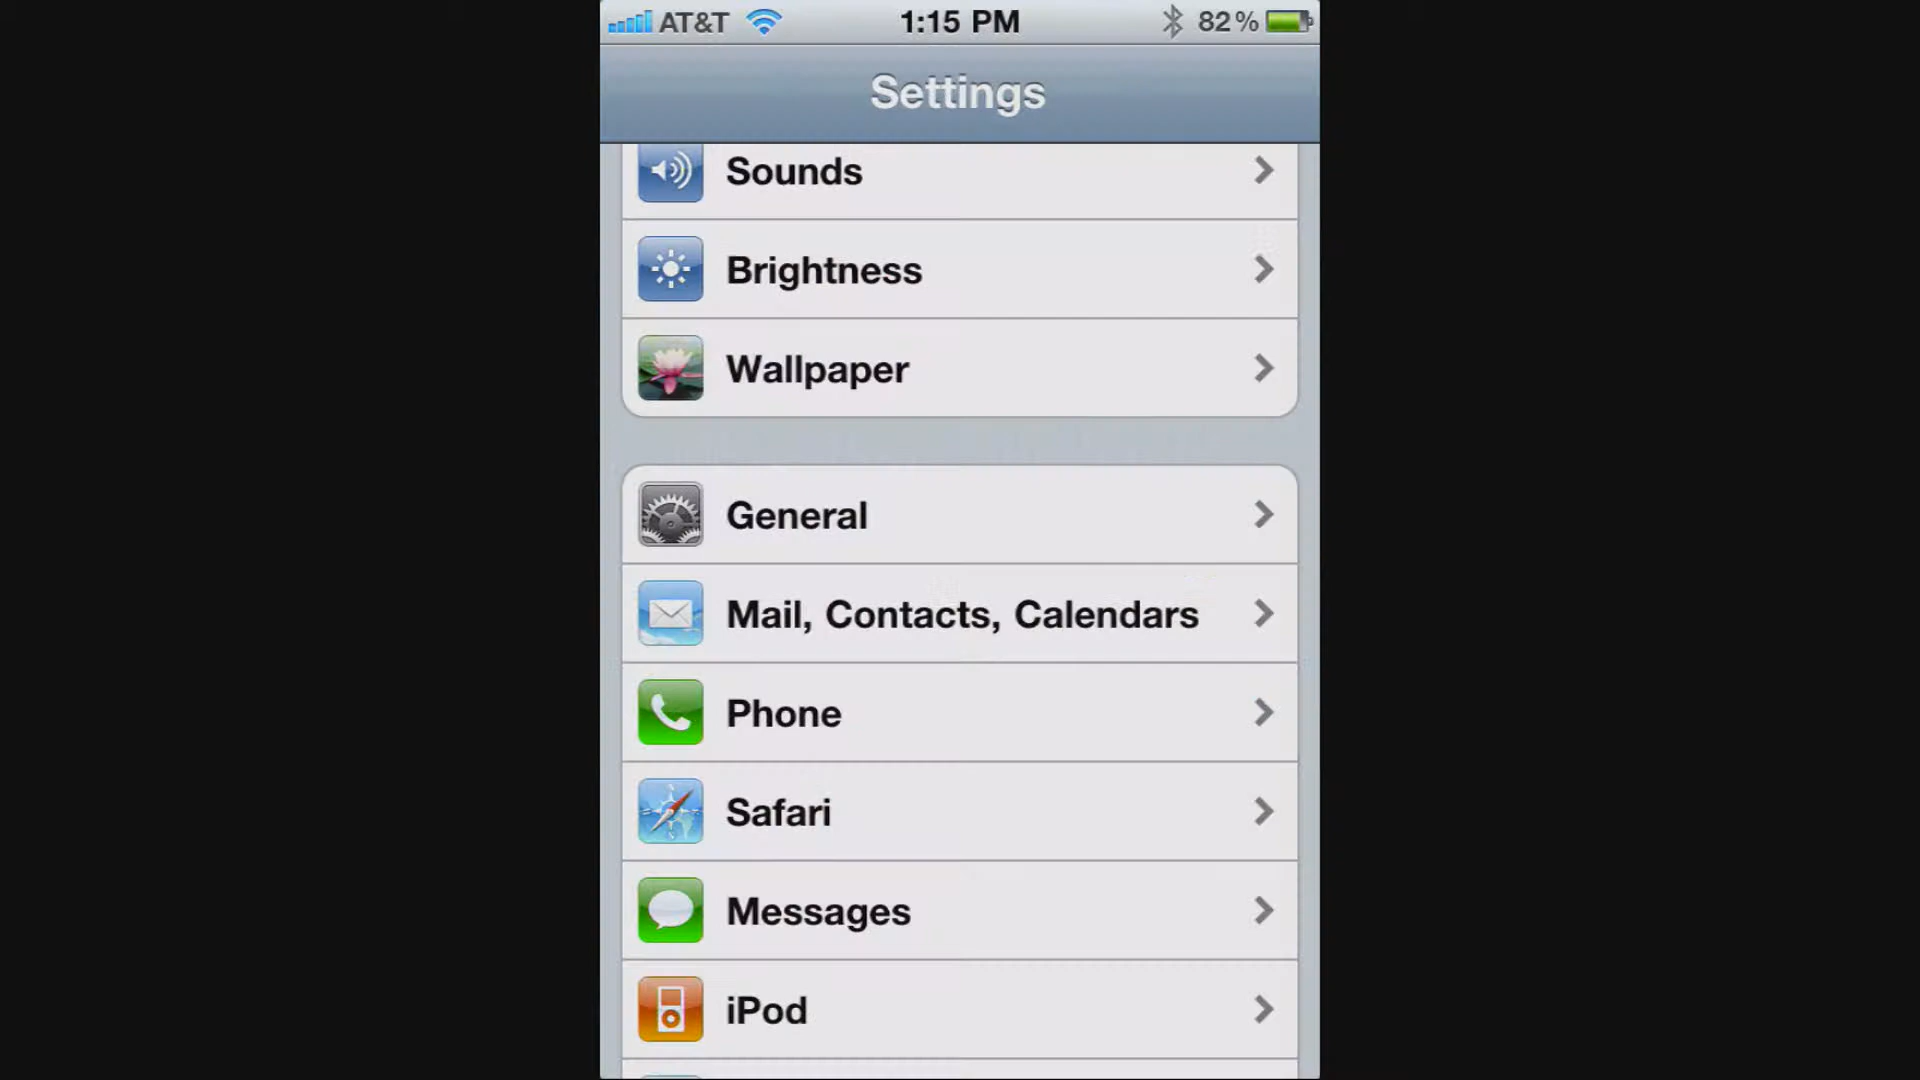 AT&T 1:15 PM 82%
Settings
Sounds
Brightness
Wallpaper
General
Mail, Contacts, Calendars
Phone
Safari
Messages
iPod